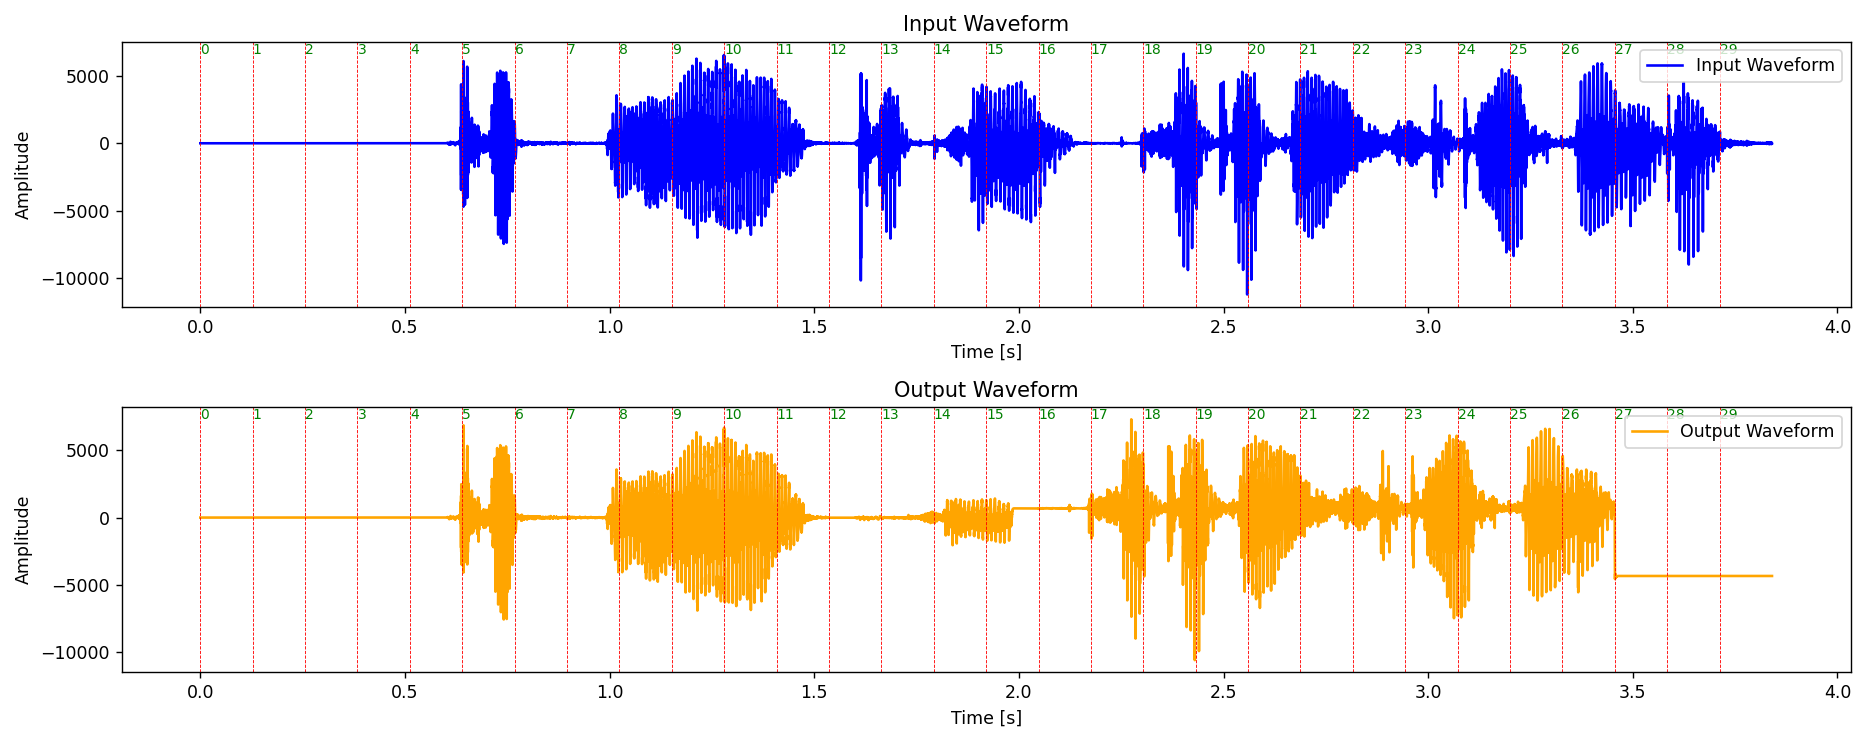 Input Waveform
0 1 2 3 4 5 6 7 8 9 10 11 12 13 14 15 16 17 18 19 20 21 22 23 24 25 26 27 28 29
Input Waveform
Amplitude
5000
0
−5000
−10000
0.0 0.5 1.0 1.5 2.0 2.5 3.0 3.5 4.0
Time [s]
Output Waveform
0 1 2 3 4 5 6 7 8 9 10 11 12 13 14 15 16 17 18 19 20 21 22 23 24 25 26 27 28 29
Output Waveform
Amplitude
5000
0
−5000
−10000
0.0 0.5 1.0 1.5 2.0 2.5 3.0 3.5 4.0
Time [s]